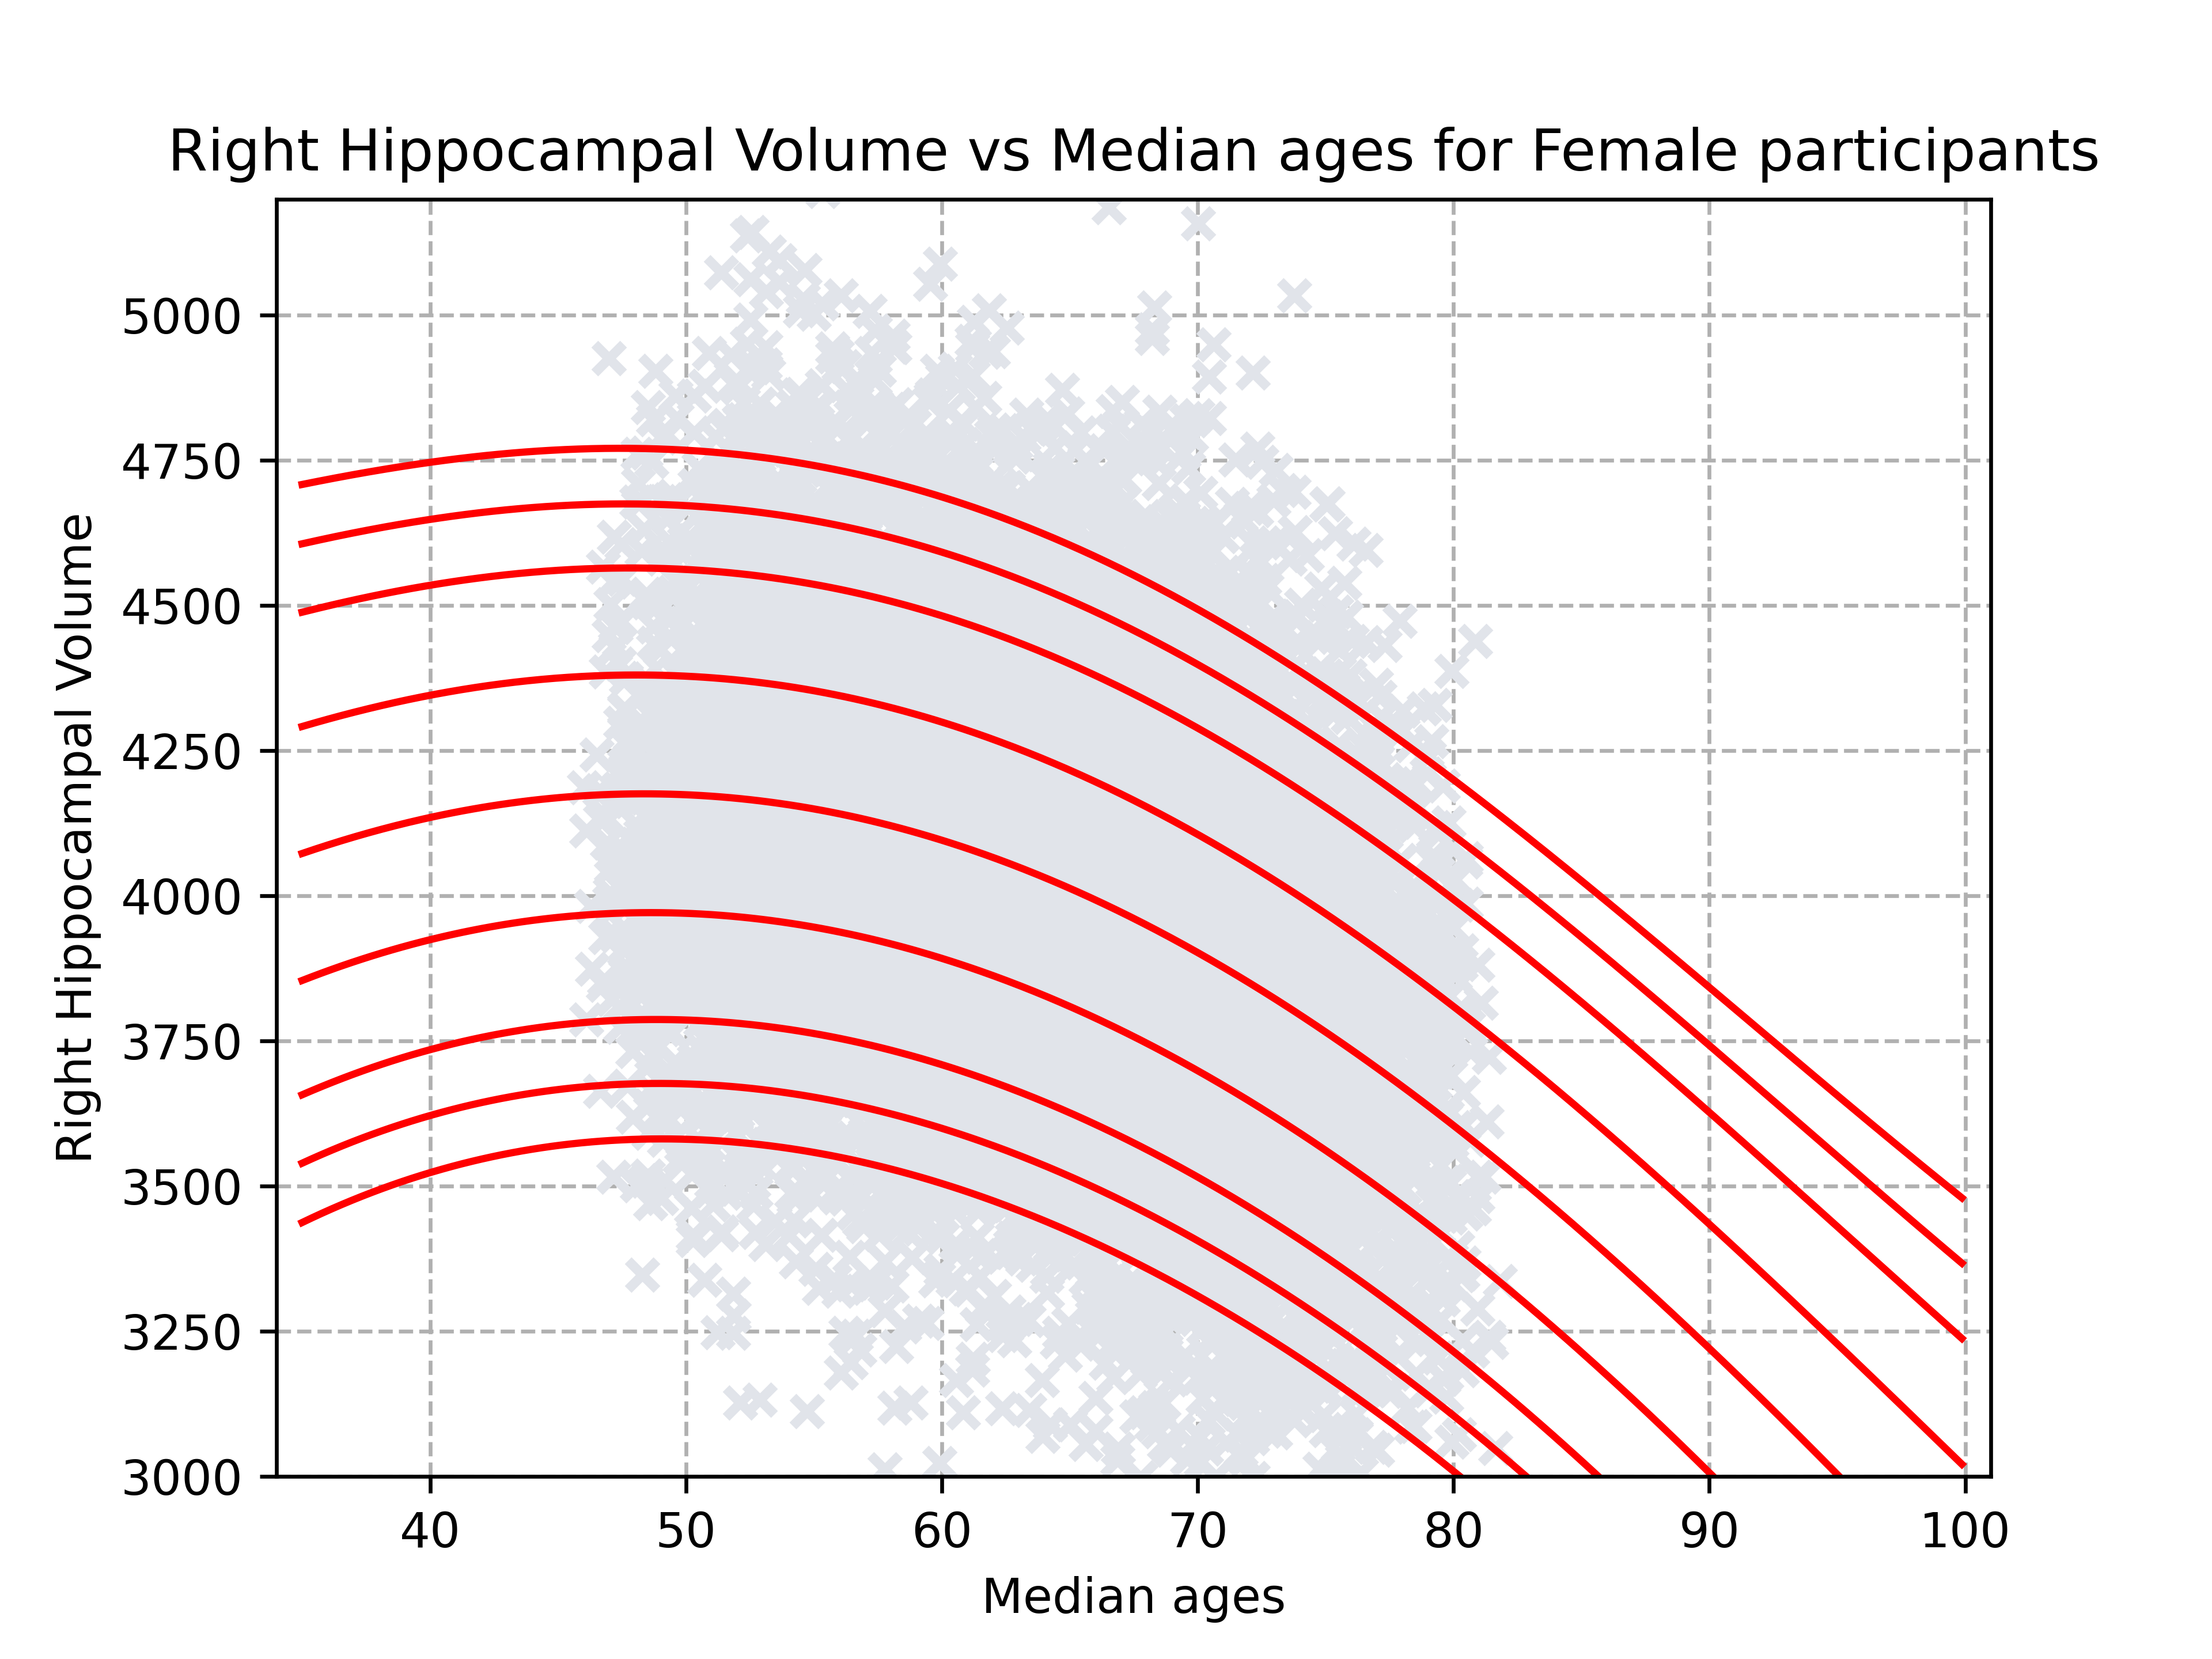 Right Hippocampal Volume vs Median ages for Female participants
Right Hippocampal Volume
5000
4750
4500
4250
4000
3750
3500
3250
3000
40 50 60 70 80 90 100
Median ages